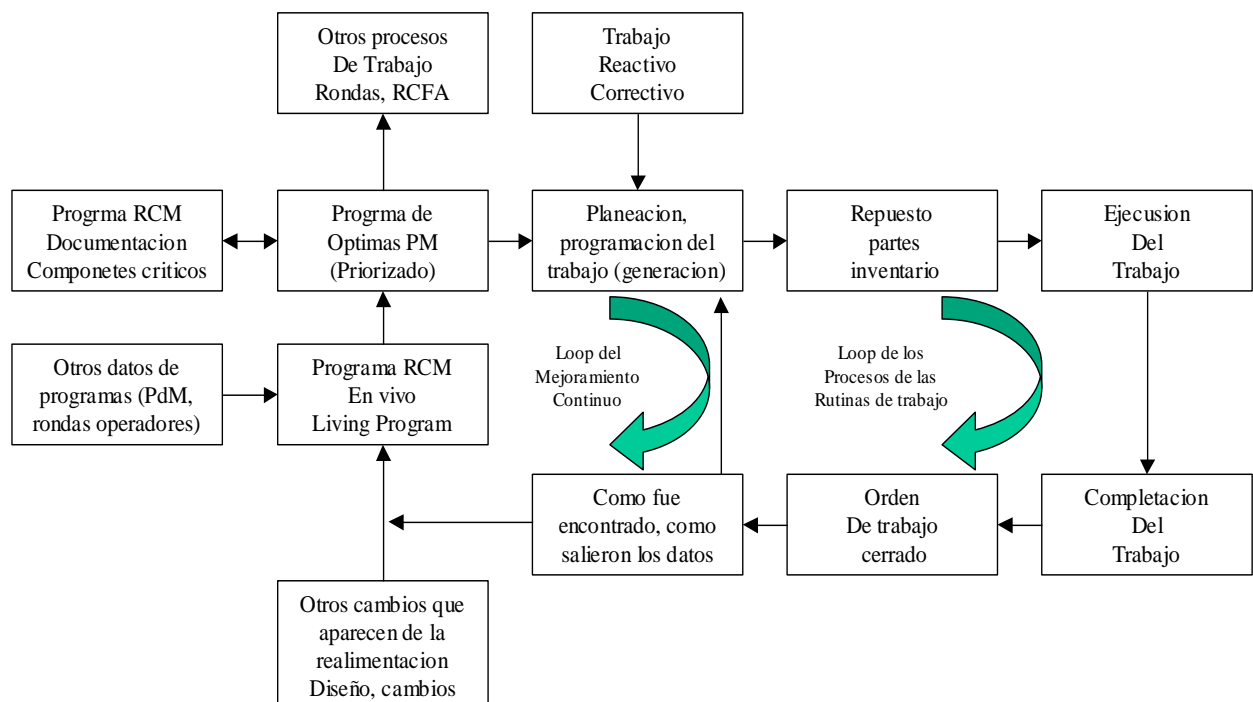 Otros procesos
De Trabajo
Rondas, RCFA
Trabajo
Reactivo
Correctivo
Progrma RCM
Documentacion
Componetes criticos
Progrma de
Optimas PM
(Priorizado)
Planeacion,
programacion del
trabajo (generacion)
Repuesto
partes
inventario
Ejecusion
Del
Trabajo
Otros datos de
programas (PdM,
rondas operadores)
Programa RCM
En vivo
Living Program
Loop del
Mejoramiento
Continuo
Loop de los
Procesos de las
Rutinas de trabajo
Como fue
encontrado, como
salieron los datos
Orden
De trabajo
cerrado
Completacion
Del
Trabajo
Otros cambios que
aparecen de la
realimentacion
Diseño, cambios